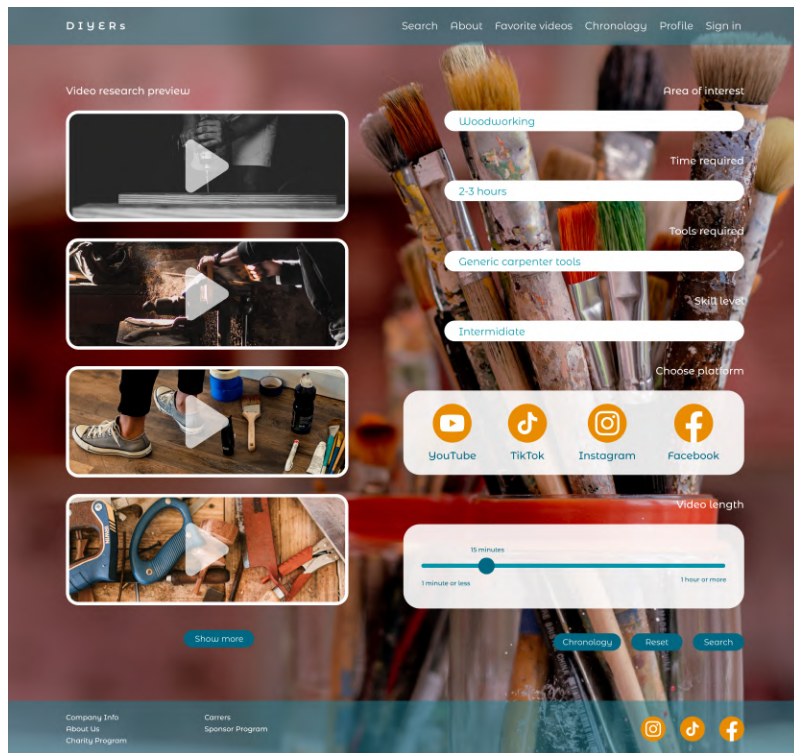 DIYERs
Search About Favorite videos Chronology Profile Sign in
Video research preview
Show more
Area of interest
Woodworking
Time required
2-3 hours
Tools required
Generic carpenter tools
Skill level
Intermidiate
Choose platform
YouTube TikTok Instagram Facebook
Video length
15 minutes
1 minute or less
1 hour or more
Chronology Reset Search
Company Info
About Us
Charity Program
Carrers
Sponsor Program